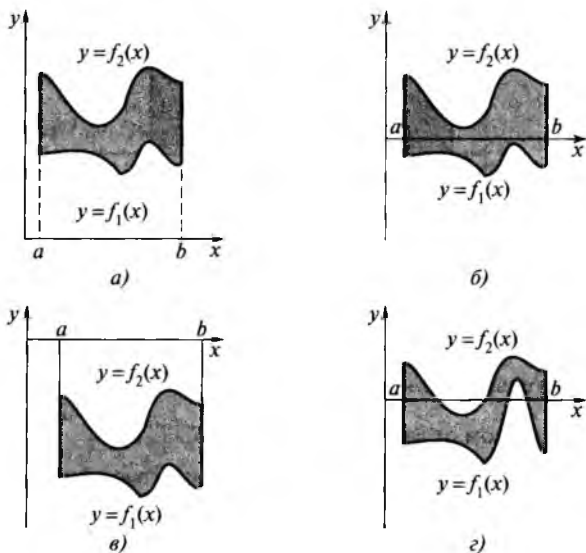 y
y = f₂(x)
y = f₁(x)
a
b
x
а)
y
y = f₂(x)
a
b
x
y = f₁(x)
б)
y
a
b
x
y = f₂(x)
y = f₁(x)
в)
y
y = f₂(x)
a
b
x
y = f₁(x)
г)